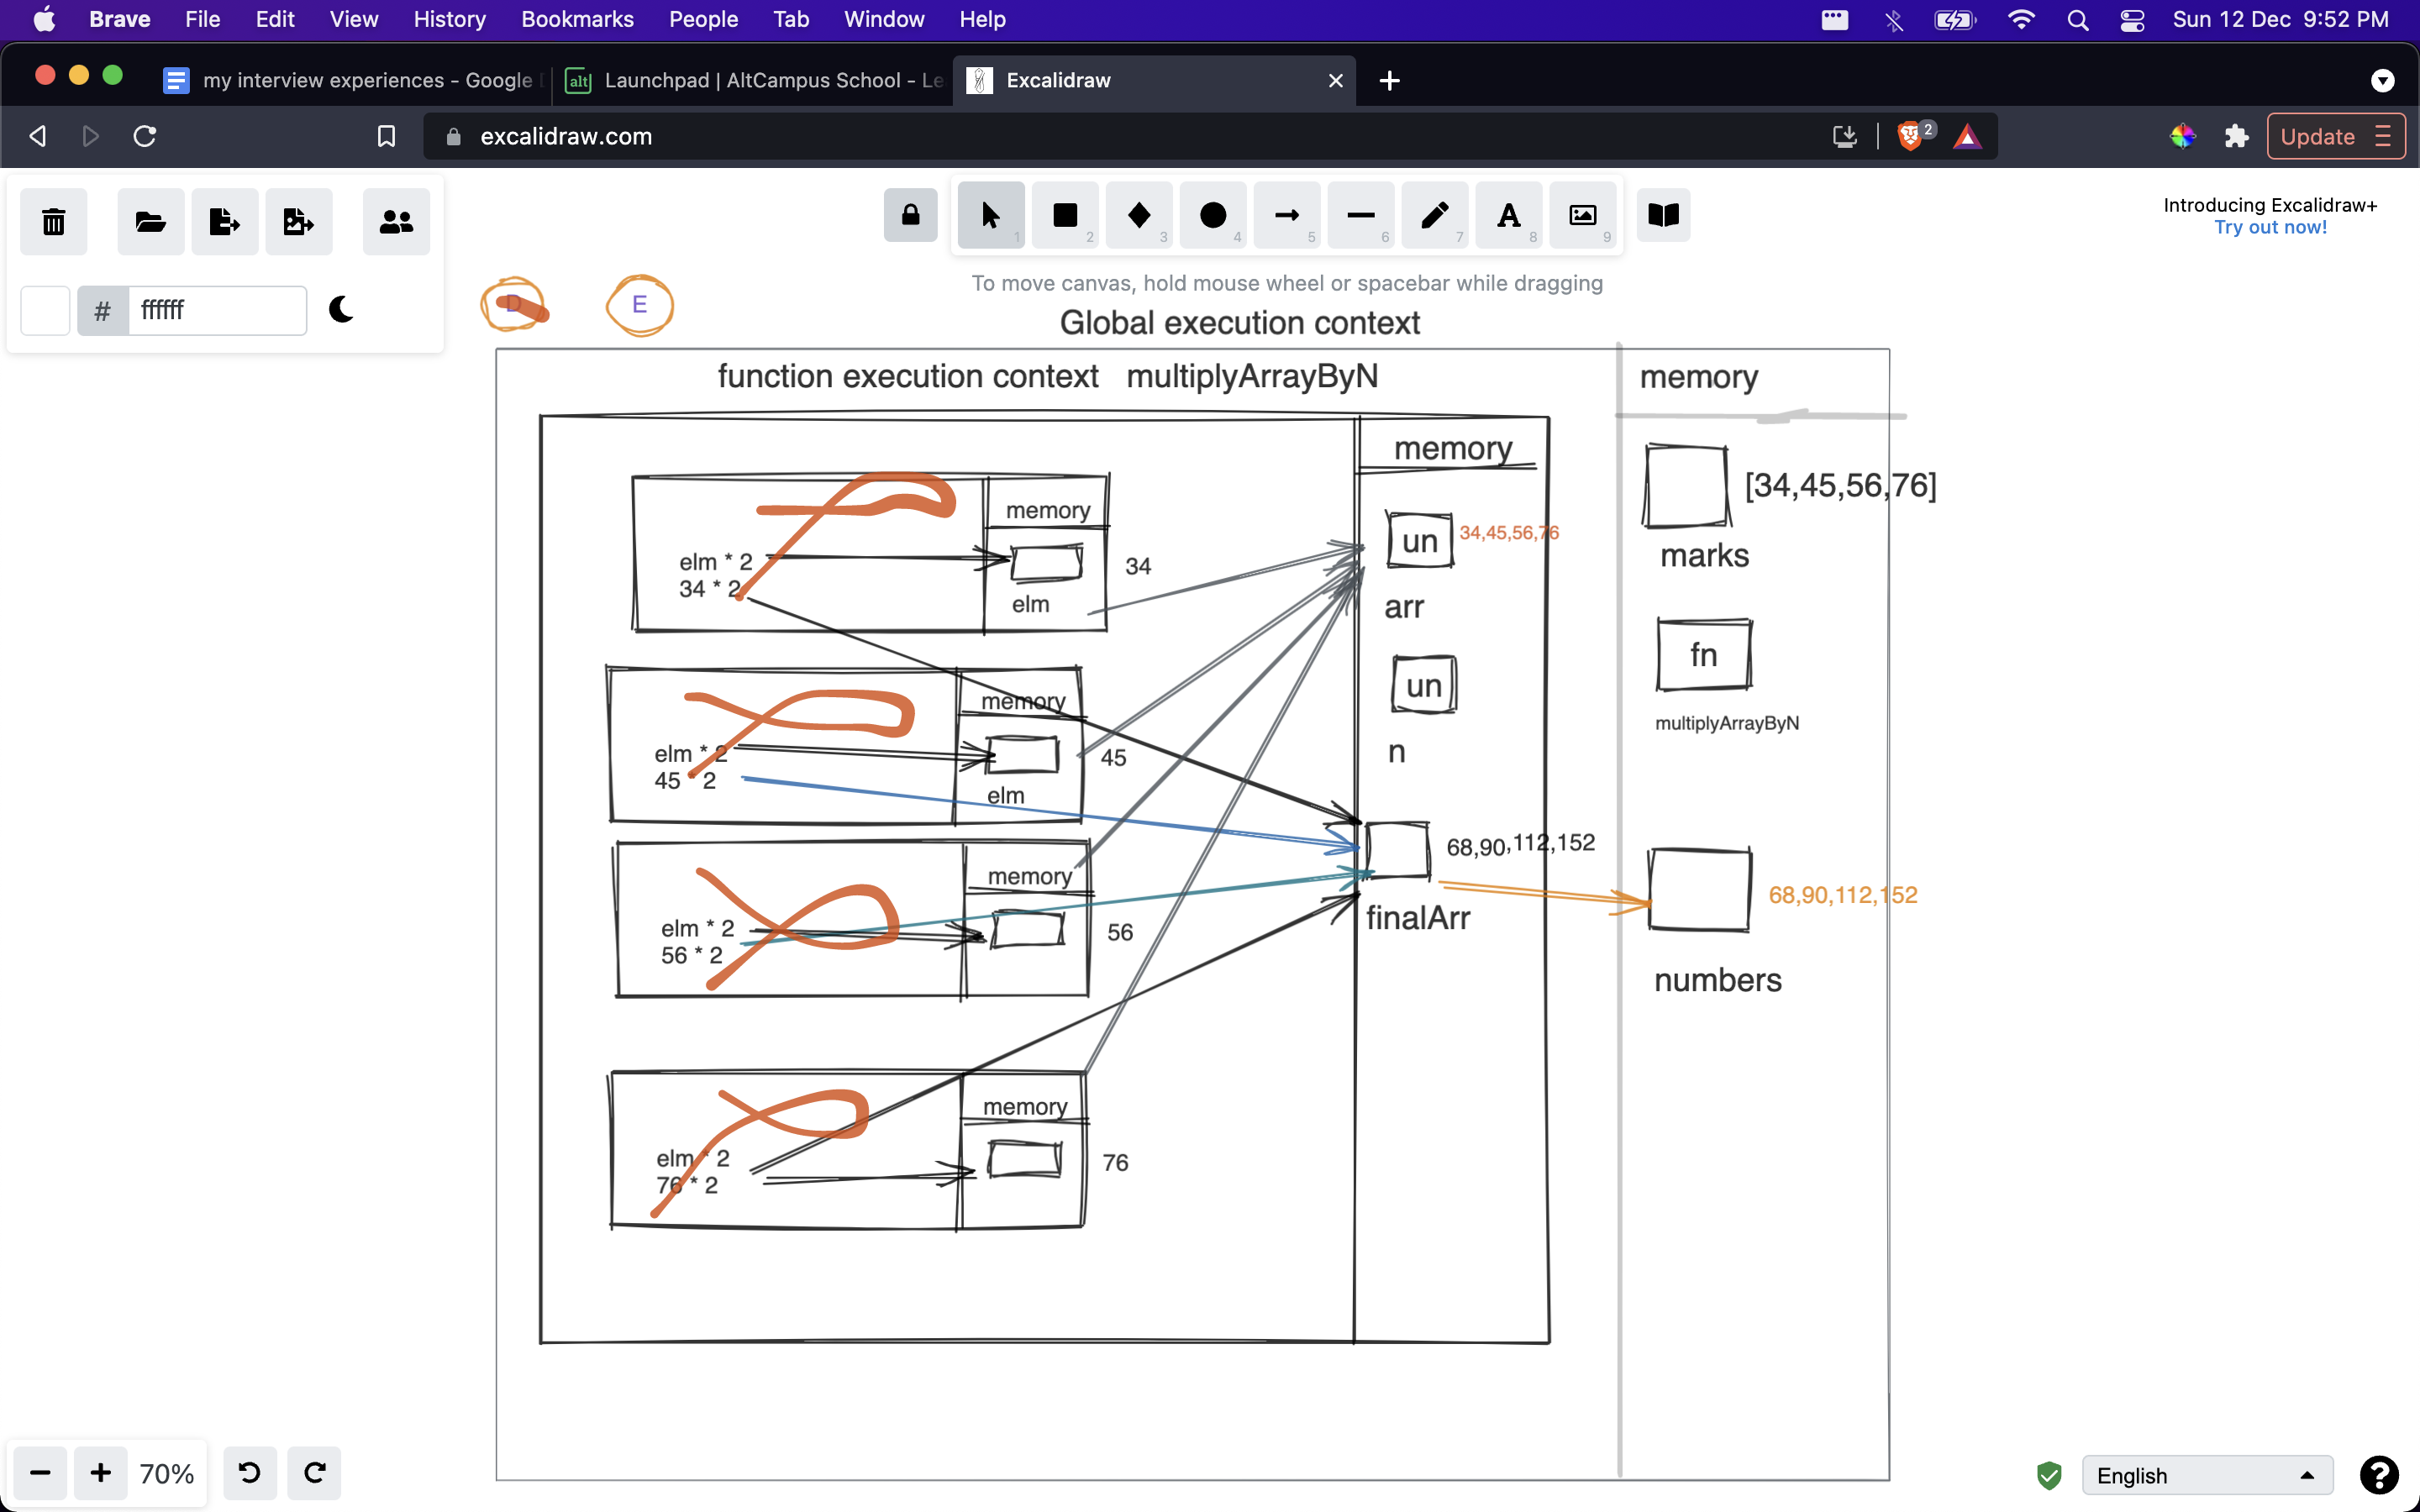 Brave File Edit View History Bookmarks People Tab Window Help Sun 12 Dec 9:52 PM
my interview experiences - Google
alt Launchpad | AltCampus School - Le
Excalidraw
excalidraw.com
2
Update
1 2 3 4 5 6 7 8 9
A
Introducing Excalidraw+
Try out now!
# ffffff
To move canvas, hold mouse wheel or spacebar while dragging
D
E
Global execution context
function execution context multiplyArrayByN
memory
memory
[34,45,56,76]
marks
fn
multiplyArrayByN
68,90,112,152
numbers
un
34,45,56,76
arr
un
n
68,90,112,152
finalArr
memory
elm * 2
34 * 2
elm
34
memory
elm * 2
45 * 2
elm
45
memory
elm * 2
56 * 2
56
memory
elm * 2
76 * 2
76
70%
English
?